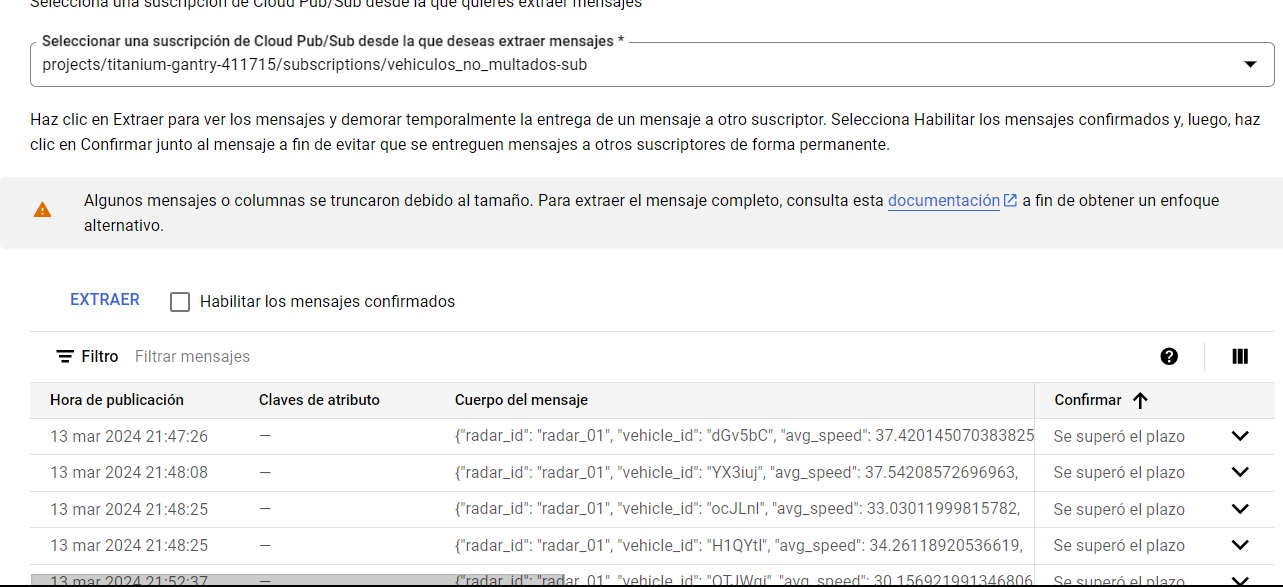 Selecciona una suscripción de Cloud Pub/Sub desde la que quieres extraer mensajes
Seleccionar una suscripción de Cloud Pub/Sub desde la que deseas extraer mensajes *
projects/titanium-gantry-411715/subscriptions/vehiculos_no_multados-sub
Haz clic en Extraer para ver los mensajes y demorar temporalmente la entrega de un mensaje a otro suscriptor. Selecciona Habilitar los mensajes confirmados y, luego, haz
clic en Confirmar junto al mensaje a fin de evitar que se entreguen mensajes a otros suscriptores de forma permanente.
Algunos mensajes o columnas se truncaron debido al tamaño. Para extraer el mensaje completo, consulta esta documentación a fin de obtener un enfoque
alternativo.
EXTRAER Habilitar los mensajes confirmados
Filtro Filtrar mensajes
Hora de publicación Claves de atributo Cuerpo del mensaje Confirmar
13 mar 2024 21:47:26 — {"radar_id": "radar_01", "vehicle_id": "dGv5bC", "avg_speed": 37.420145070383825 Se superó el plazo
13 mar 2024 21:48:08 — {"radar_id": "radar_01", "vehicle_id": "YX3iuj", "avg_speed": 37.54208572696963, Se superó el plazo
13 mar 2024 21:48:25 — {"radar_id": "radar_01", "vehicle_id": "ocJLnl", "avg_speed": 33.03011999815782, Se superó el plazo
13 mar 2024 21:48:25 — {"radar_id": "radar_01", "vehicle_id": "H1QYtI", "avg_speed": 34.26118920536619, Se superó el plazo
13 mar 2024 21:52:37 — {"radar_id": "radar_01", "vehicle_id": "OTJWgi", "avg_speed": 30.156921991346806 Se superó el plazo